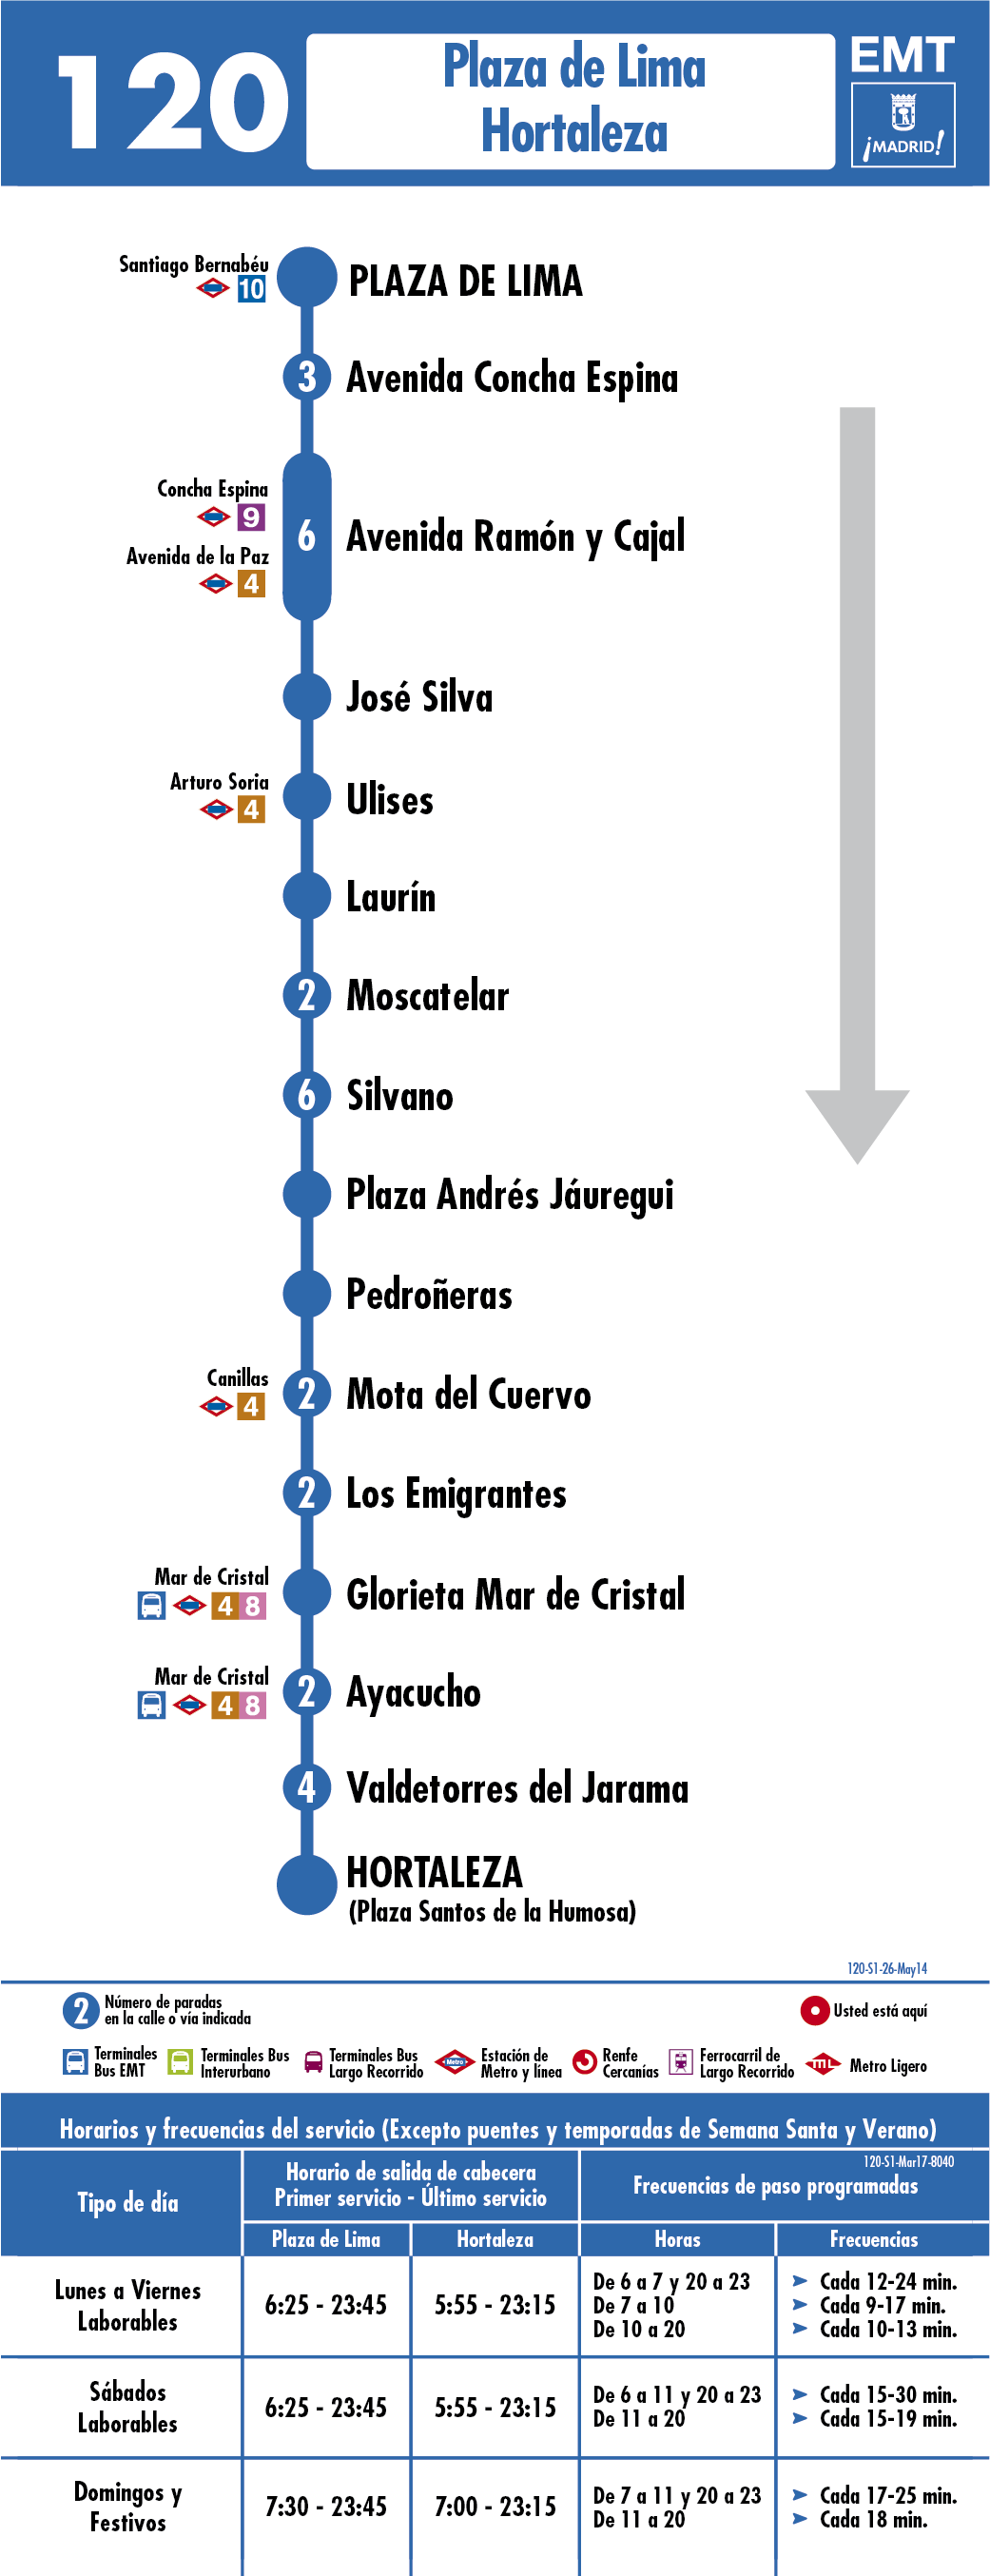 120
Plaza de Lima
Hortaleza
EMT
¡MADRID!
Santiago Bernabéu
10
PLAZA DE LIMA
3
Avenida Concha Espina
Concha Espina
9
6
Avenida Ramón y Cajal
Avenida de la Paz
4
José Silva
Arturo Soria
4
Ulises
Laurín
2
Moscatelar
6
Silvano
Plaza Andrés Jáuregui
Pedroñeras
Canillas
4
2
Mota del Cuervo
2
Los Emigrantes
Mar de Cristal
4 8
Glorieta Mar de Cristal
Mar de Cristal
4 8
2
Ayacucho
4
Valdetorres del Jarama
HORTALEZA
(Plaza Santos de la Humosa)
120-S1-26-May14
2
Número de paradas
en la calle o vía indicada
Usted está aquí
Terminales
Bus EMT
Terminales Bus
Interurbano
Terminales Bus
Largo Recorrido
Metro
Estación de
Metro y línea
Renfe
Cercanías
Ferrocarril de
Largo Recorrido
ML
Metro Ligero
Horarios y frecuencias del servicio (Excepto puentes y temporadas de Semana Santa y Verano)
120-S1-Mar17-8040
Tipo de día
Horario de salida de cabecera
Primer servicio - Último servicio
Frecuencias de paso programadas
Plaza de Lima
Hortaleza
Horas
Frecuencias
Lunes a Viernes
Laborables
6:25 - 23:45
5:55 - 23:15
De 6 a 7 y 20 a 23 ➤ Cada 12-24 min.
De 7 a 10 ➤ Cada 9-17 min.
De 10 a 20 ➤ Cada 10-13 min.
Sábados
Laborables
6:25 - 23:45
5:55 - 23:15
De 6 a 11 y 20 a 23 ➤ Cada 15-30 min.
De 11 a 20 ➤ Cada 15-19 min.
Domingos y
Festivos
7:30 - 23:45
7:00 - 23:15
De 7 a 11 y 20 a 23 ➤ Cada 17-25 min.
De 11 a 20 ➤ Cada 18 min.